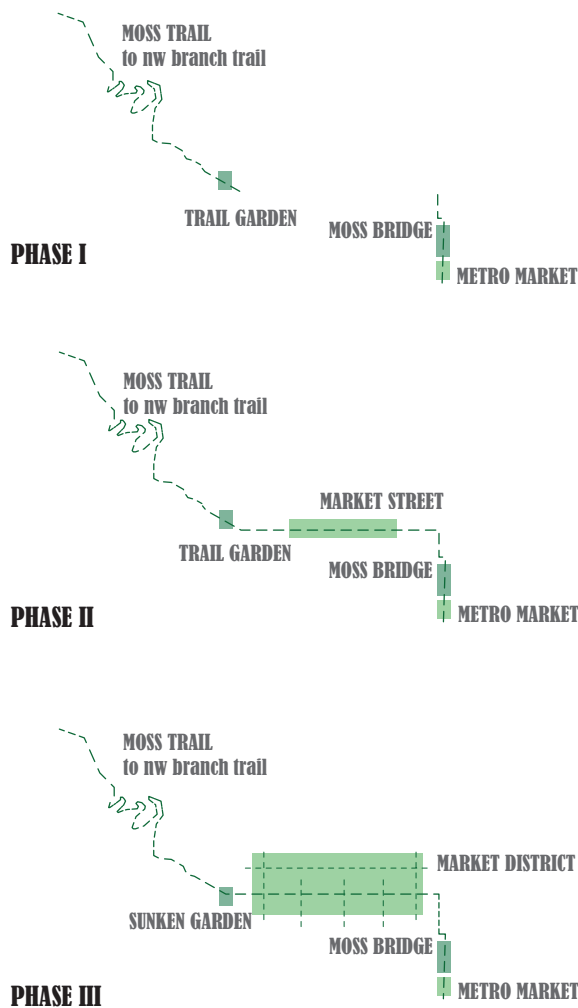 MOSS TRAIL
to nw branch trail
TRAIL GARDEN
MOSS BRIDGE
PHASE I
METRO MARKET
MOSS TRAIL
to nw branch trail
MARKET STREET
TRAIL GARDEN
MOSS BRIDGE
PHASE II
METRO MARKET
MOSS TRAIL
to nw branch trail
MARKET DISTRICT
SUNKEN GARDEN
MOSS BRIDGE
PHASE III
METRO MARKET